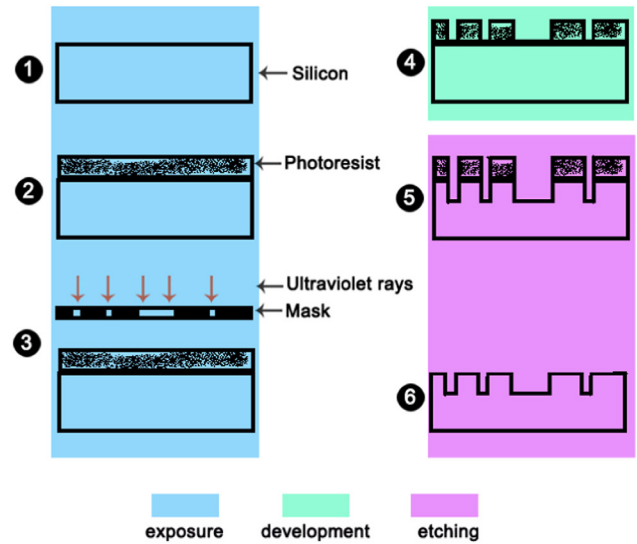 1
Silicon
2
Photoresist
Ultraviolet rays
Mask
3
4
5
6
exposure
development
etching